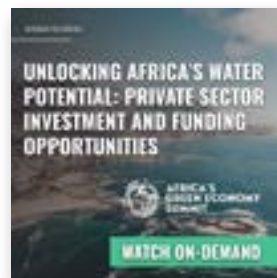 UNLOCKING AFRICA'S WATER
POTENTIAL: PRIVATE SECTOR
INVESTMENT AND FUNDING
OPPORTUNITIES
AFRICA'S
GREEN ECONOMY
SUMMIT
WATCH ON-DEMAND